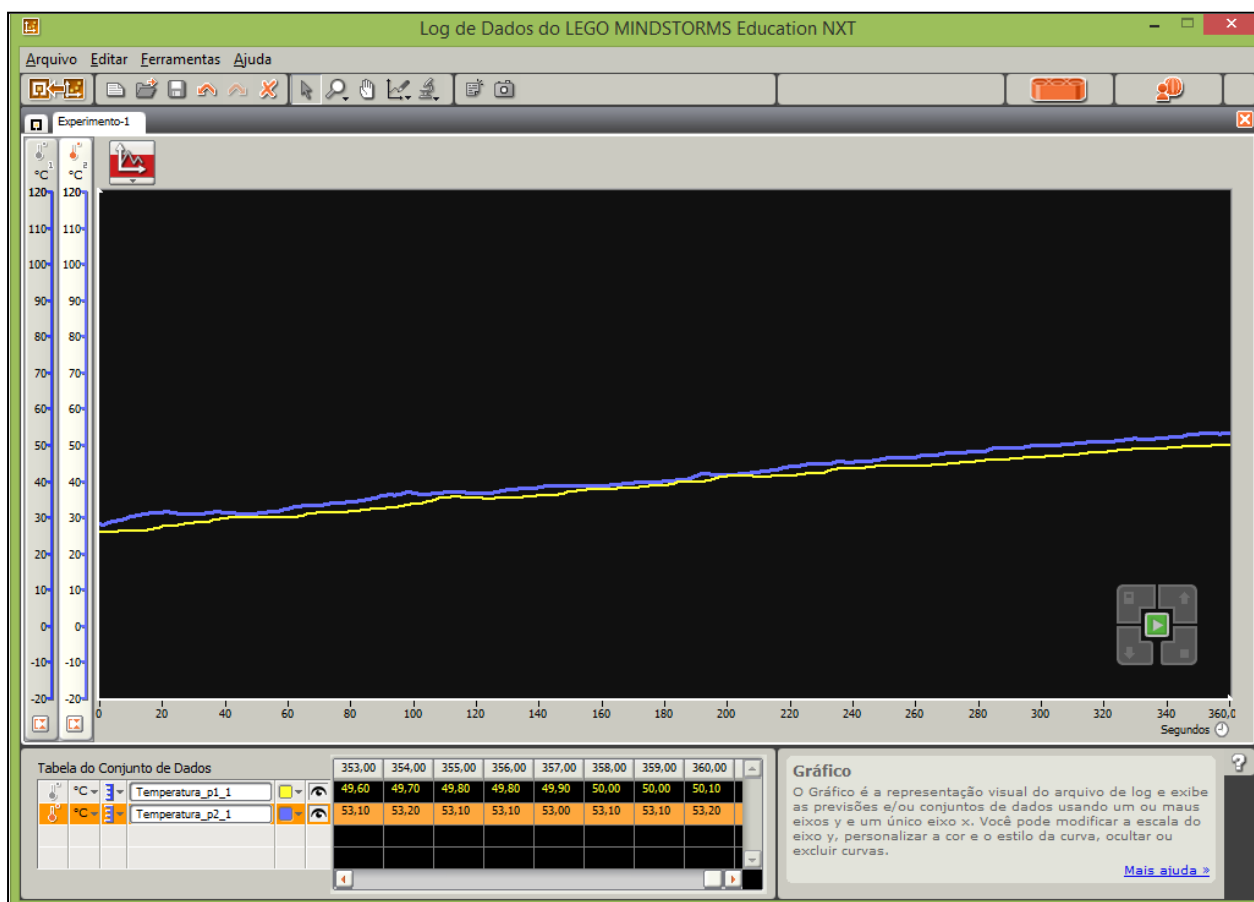 Log de Dados do LEGO MINDSTORMS Education NXT
Arquivo Editar Ferramentas Ajuda
Experimento-1
1 2
°C °C
120 120
110 110
100 100
90 90
80 80
70 70
60 60
50 50
40 40
30 30
20 20
10 10
0 0
-10 -10
-20 -20
0 20 40 60 80 100 120 140 160 180 200 220 240 260 280 300 320 340 360,0
Segundos
Tabela do Conjunto de Dados
353,00 354,00 355,00 356,00 357,00 358,00 359,00 360,00
°C Temperatura_p1_1 49,60 49,70 49,80 49,80 49,90 50,00 50,00 50,10
°C Temperatura_p2_1 53,10 53,20 53,10 53,10 53,00 53,10 53,10 53,20
Gráfico
O Gráfico é a representação visual do arquivo de log e exibe
as previsões e/ou conjuntos de dados usando um ou maus
eixos y e um único eixo x. Você pode modificar a escala do
eixo y, personalizar a cor e o estilo da curva, ocultar ou
excluir curvas.
Mais ajuda »
?